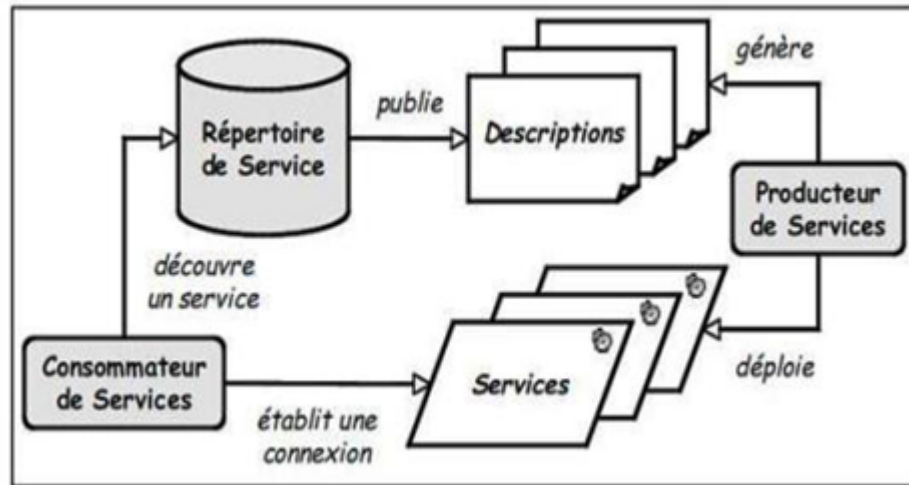 génère
publie
Répertoire
de Service
Descriptions
Producteur
de Services
découvre
un service
Consommateur
de Services
Services
déploie
établit une
connexion